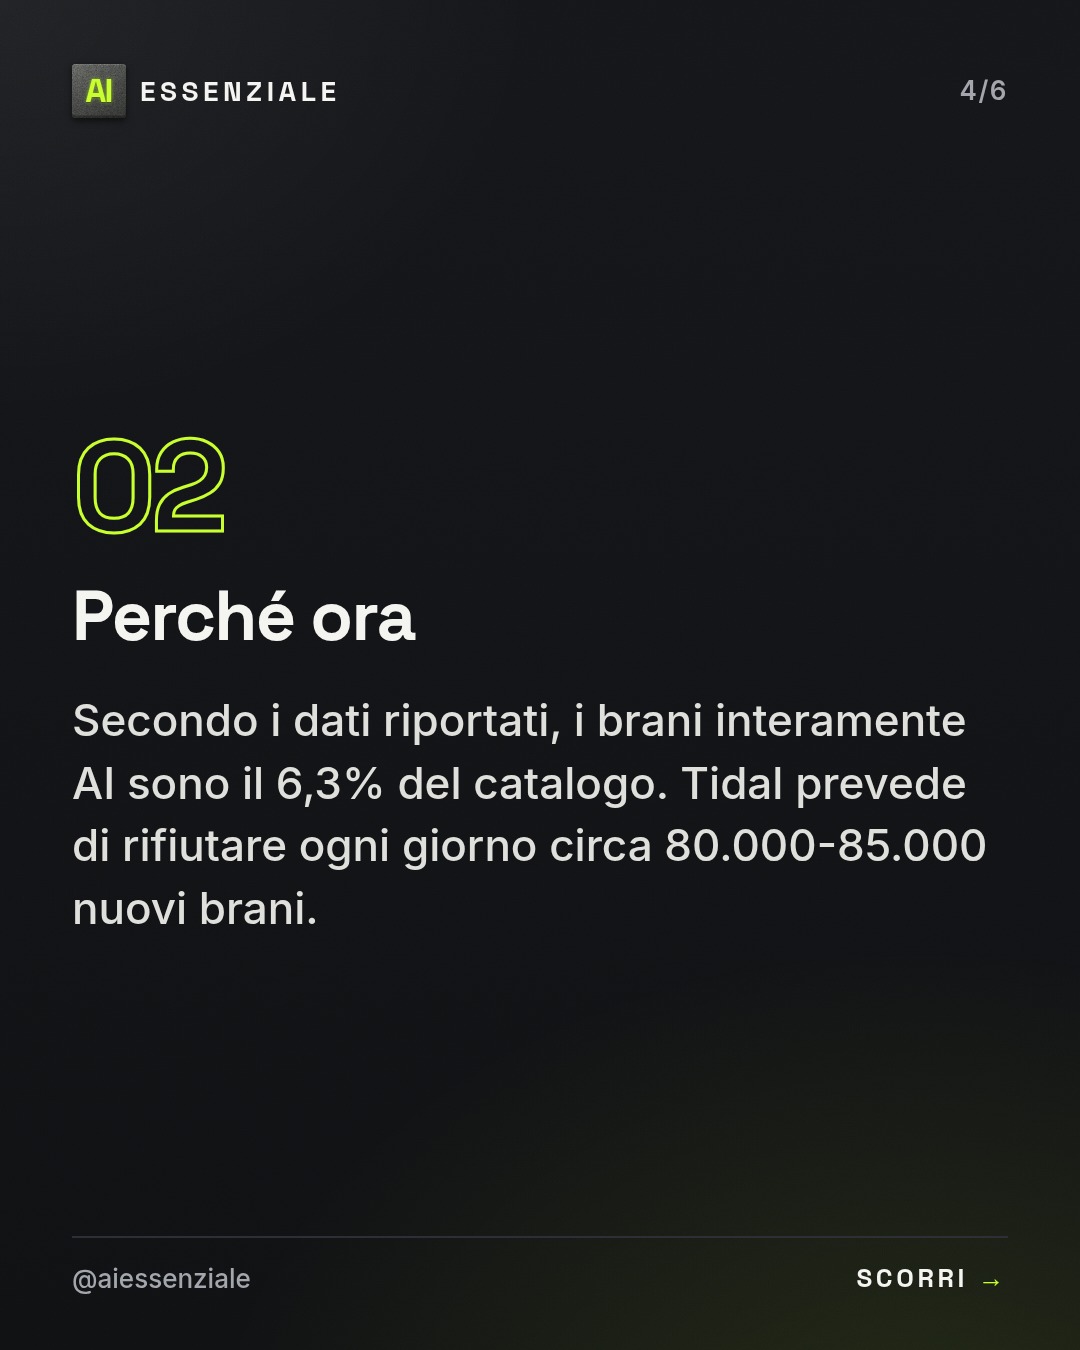 AI ESSENZIALE
4/6
02
Perché ora
Secondo i dati riportati, i brani interamente
AI sono il 6,3% del catalogo. Tidal prevede
di rifiutare ogni giorno circa 80.000-85.000
nuovi brani.
@aiessenziale
SCORRI →